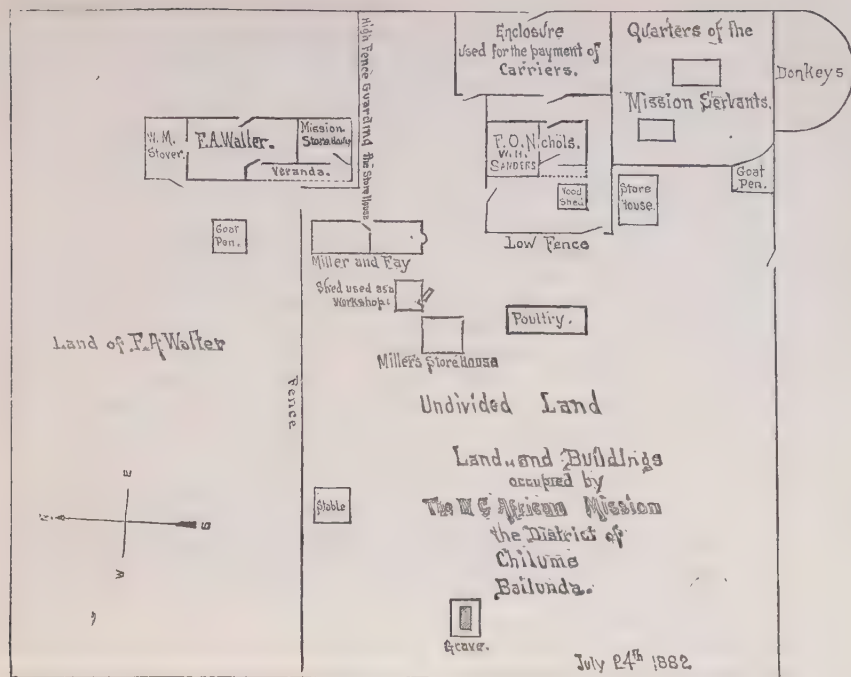 Enclosure
used for the payment of
Carriers.
Quarters of the
Mission Servants.
Donkeys
High Fence Guarding the Store House
W. M.
Stover.
F.A. Walter.
Mission
Veranda.
F. O. Nichols.
W. H.
SANDERS
Wood
Shed
Store
House.
Goat
Pen.
Low Fence
Goat
Pen.
Miller and Fay
Shed used as a
Workshop.
Poultry.
Miller's Store House
Land of F.A. Walter
Fence
Undivided Land
Land and Buildings
occupied by
The W C African Mission
the District of
Chilume
Bailunda.
N
E
S
W
Stable
Grave.
July 24th 1882